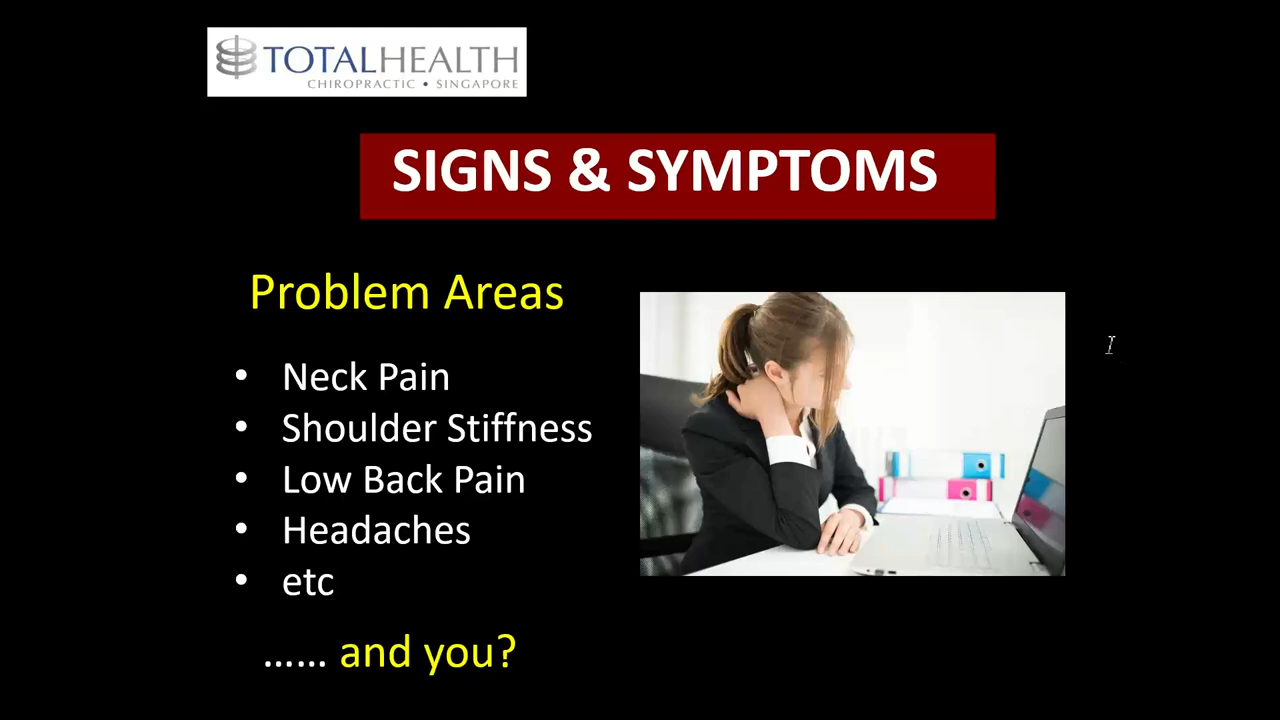 TOTALHEALTH
CHIROPRACTIC • SINGAPORE
SIGNS & SYMPTOMS
Problem Areas
• Neck Pain
• Shoulder Stiffness
• Low Back Pain
• Headaches
• etc
…… and you?